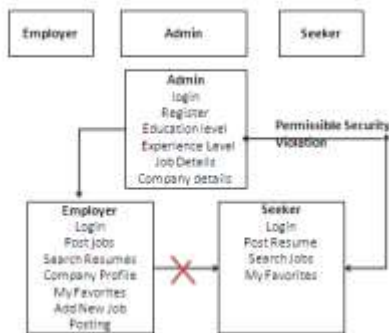 Employer
Admin
Seeker
Admin
login
Register
Education level
Experience Level
Job Details
Company details
Permissible Security
Violation
Employer
Login
Post jobs
Search Resumes
Company Profile
My Favorites
Add New Job
Posting
Seeker
Login
Post Resume
Search Jobs
My Favorites